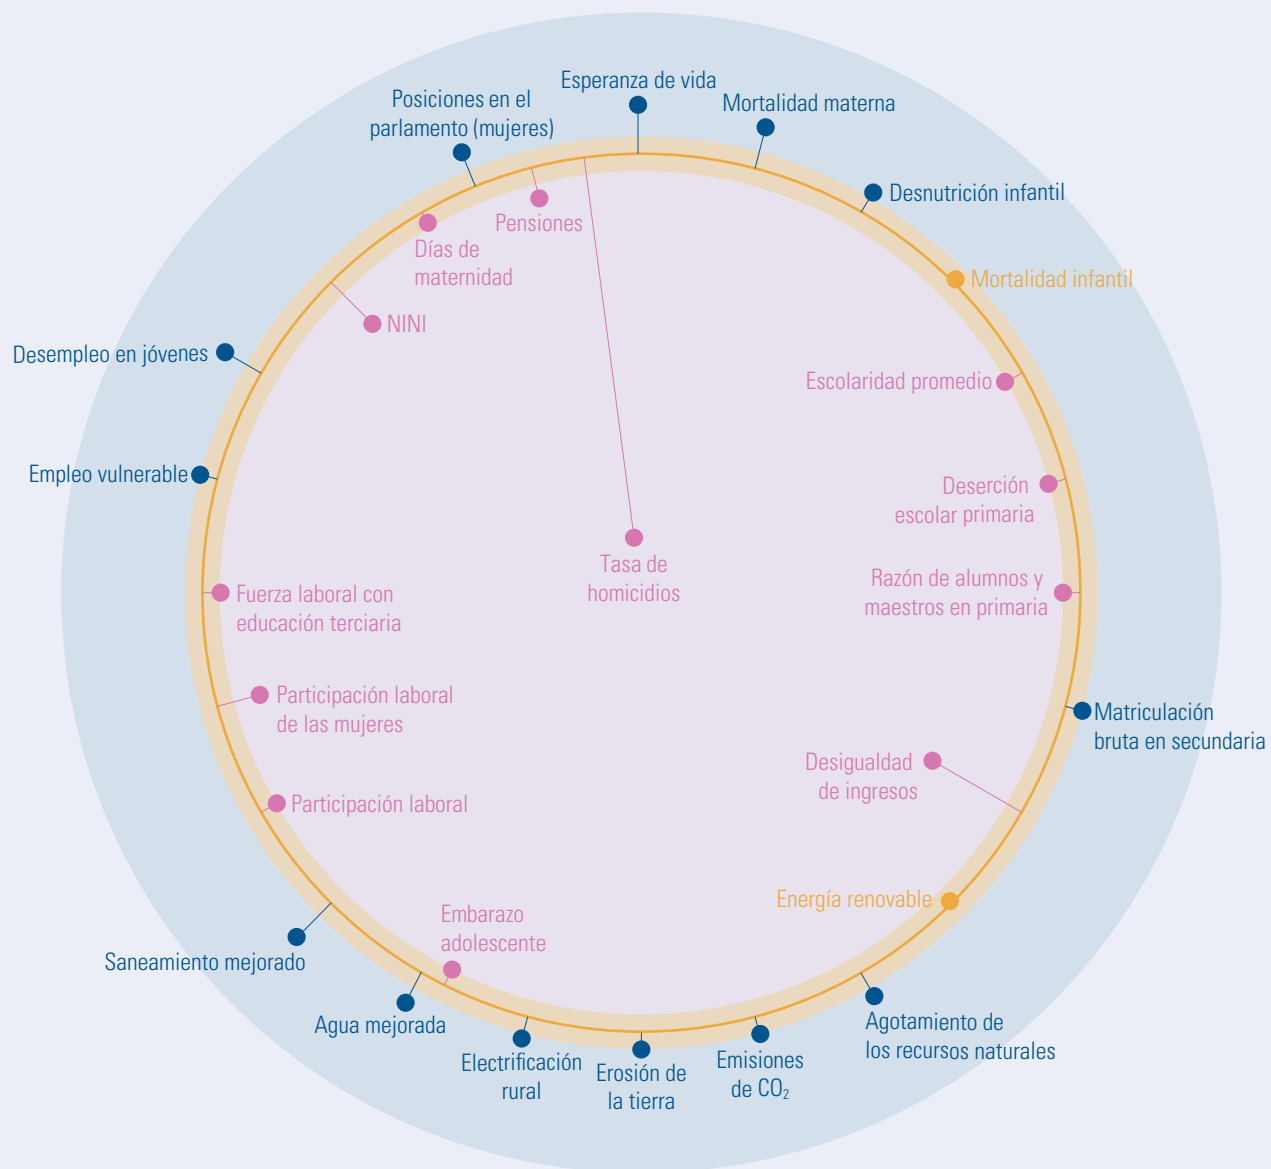 Esperanza de vida
Mortalidad materna
Posiciones en el
parlamento (mujeres)
Desnutrición infantil
Pensiones
Días de
maternidad
Mortalidad infantil
NINI
Desempleo en jóvenes
Escolaridad promedio
Empleo vulnerable
Deserción
escolar primaria
Tasa de
homicidios
Razón de alumnos y
maestros en primaria
Fuerza laboral con
educación terciaria
Participación laboral
de las mujeres
Matriculación
bruta en secundaria
Desigualdad
de ingresos
Participación laboral
Energía renovable
Embarazo
adolescente
Saneamiento mejorado
Agua mejorada
Electrificación
rural
Erosión de
la tierra
Emisiones
de CO₂
Agotamiento de
los recursos naturales